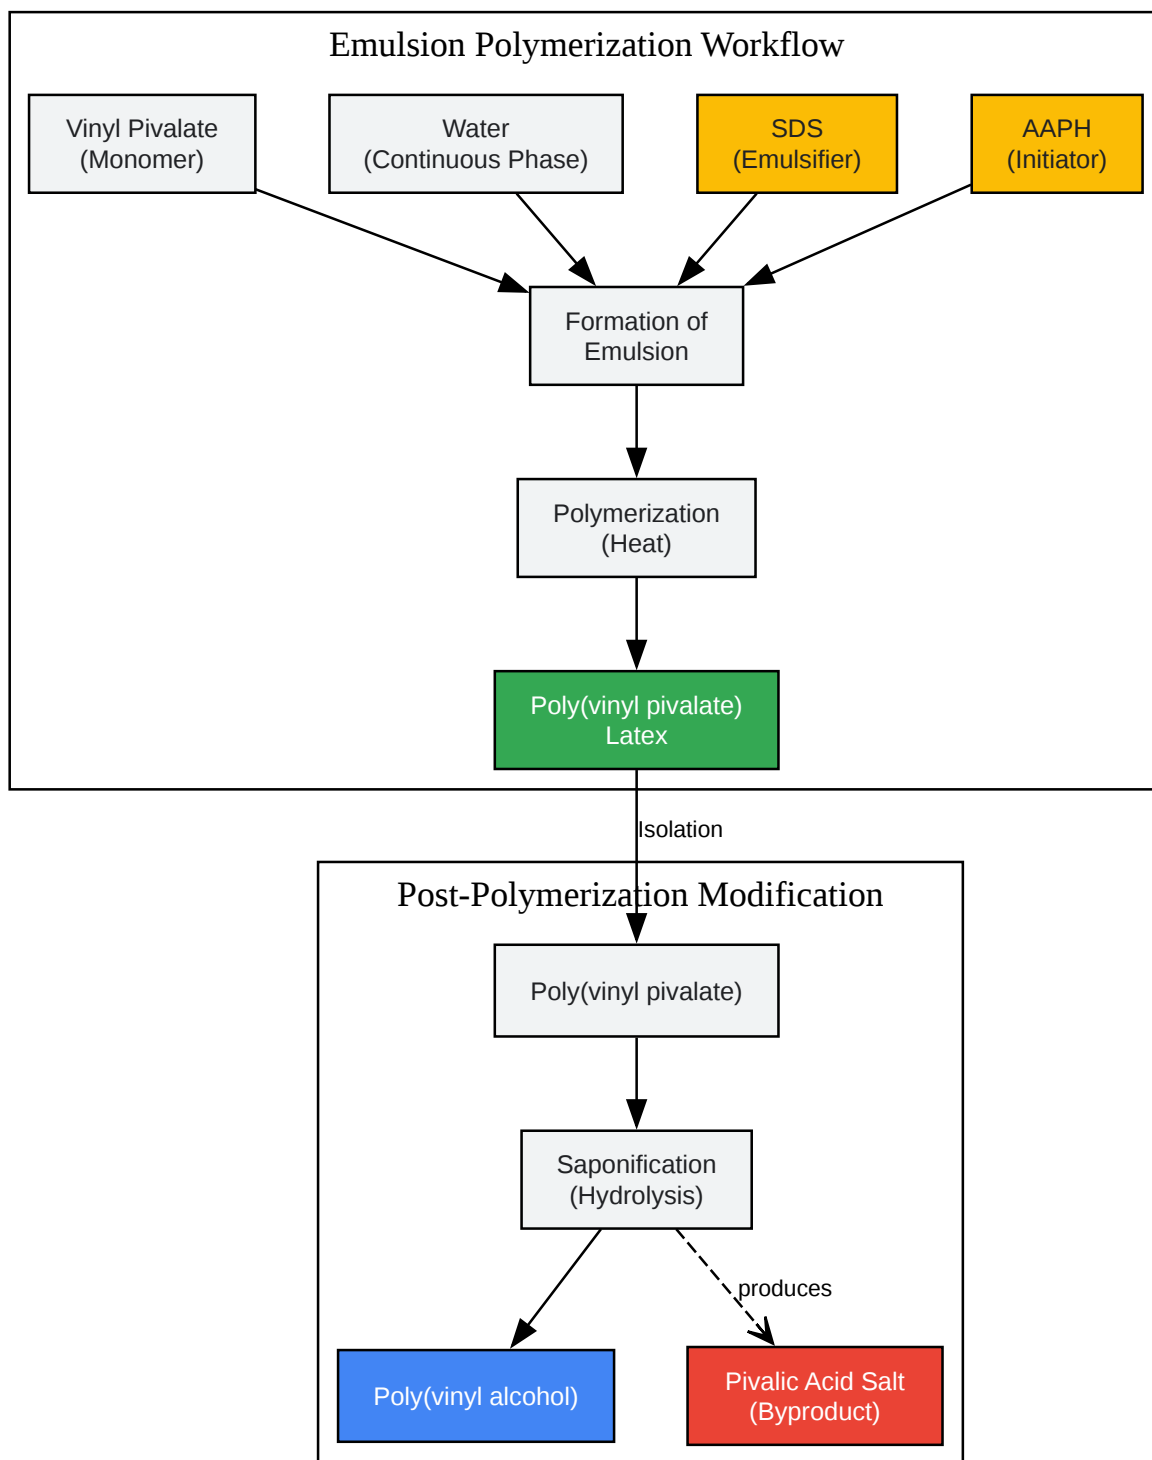 Emulsion Polymerization Workflow
Vinyl Pivalate
(Monomer)
Water
(Continuous Phase)
SDS
(Emulsifier)
AAPH
(Initiator)
Formation of
Emulsion
Polymerization
(Heat)
Poly(vinyl pivalate)
Latex
Isolation
Post-Polymerization Modification
Poly(vinyl pivalate)
Saponification
(Hydrolysis)
produces
Poly(vinyl alcohol)
Pivalic Acid Salt
(Byproduct)